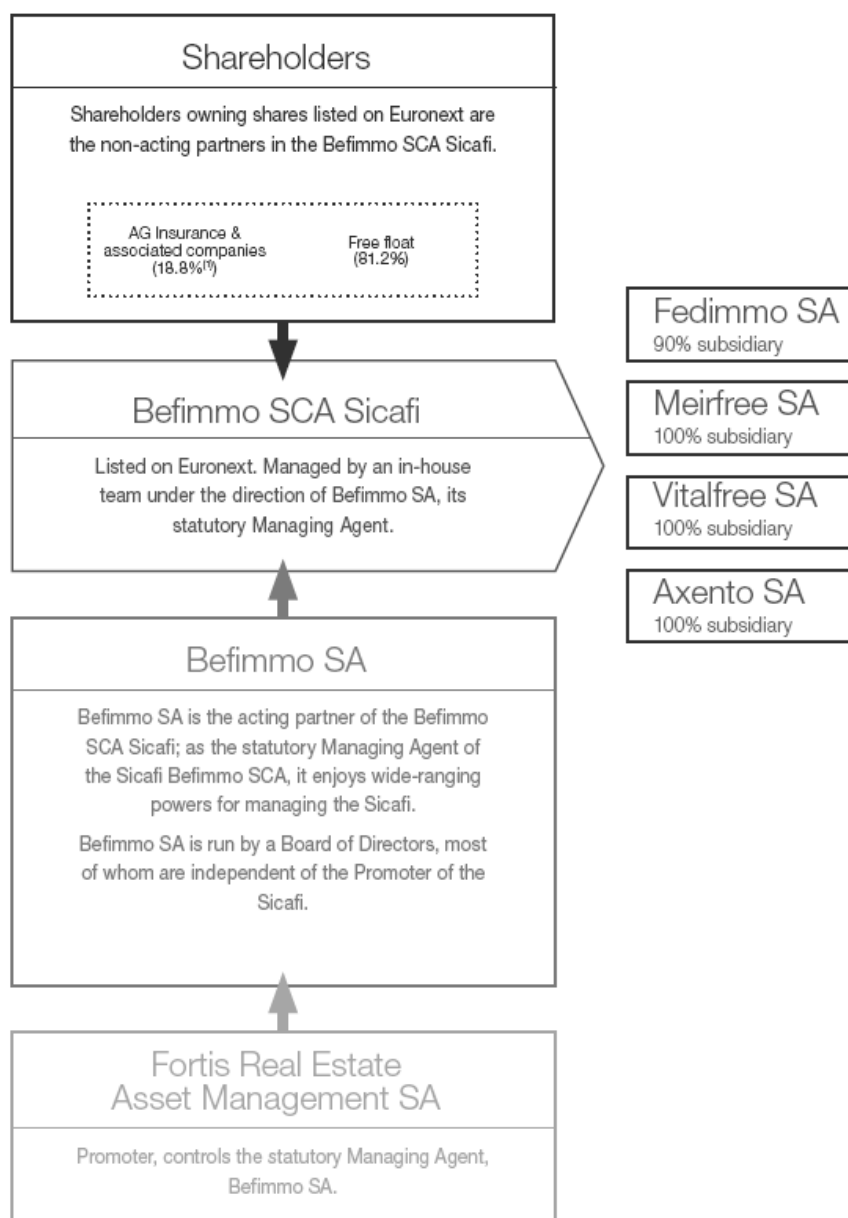 Shareholders
Shareholders owning shares listed on Euronext are
the non-acting partners in the Befimmo SCA Sicafi.
AG Insurance &
associated companies
(18.8%(1))
Free float
(81.2%)
Befimmo SCA Sicafi
Listed on Euronext. Managed by an in-house
team under the direction of Befimmo SA, its
statutory Managing Agent.
Fedimmo SA
90% subsidiary
Meirfree SA
100% subsidiary
Vitalfree SA
100% subsidiary
Axento SA
100% subsidiary
Befimmo SA
Befimmo SA is the acting partner of the Befimmo
SCA Sicafi; as the statutory Managing Agent of
the Sicafi Befimmo SCA, it enjoys wide-ranging
powers for managing the Sicafi.
Befimmo SA is run by a Board of Directors, most
of whom are independent of the Promoter of the
Sicafi.
Fortis Real Estate
Asset Management SA
Promoter, controls the statutory Managing Agent,
Befimmo SA.